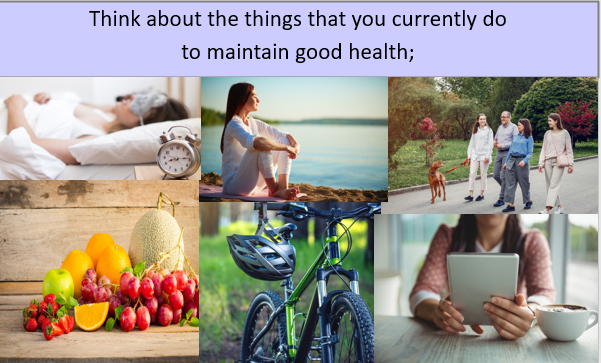 Think about the things that you currently do
to maintain good health;